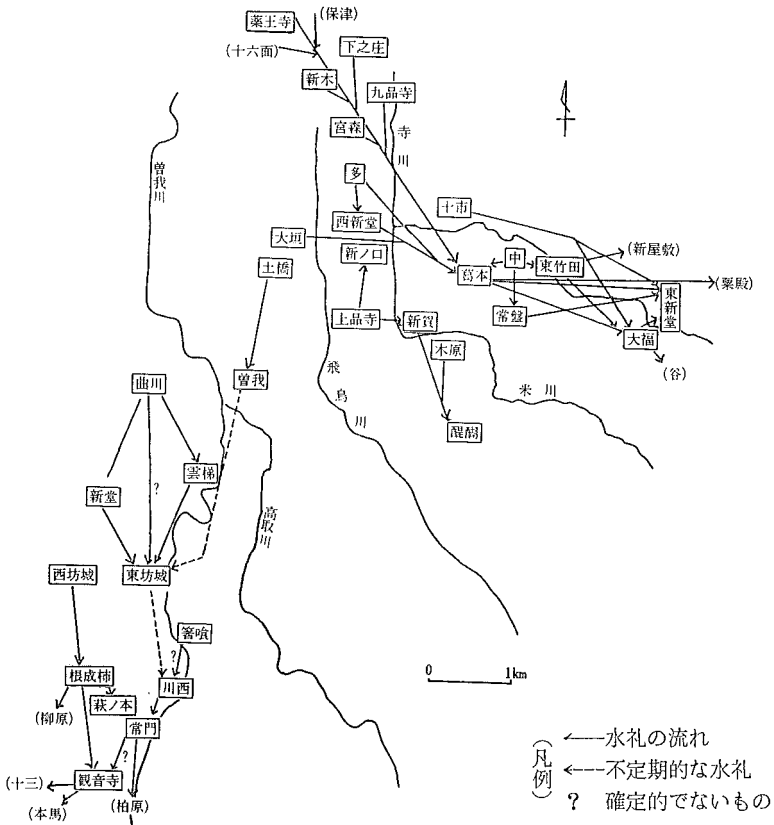 (保津)
薬王寺
(十六面)
下之庄
新木
九品寺
宮森
寺川
多
曽我川
十市
西新堂
大垣
新ノ口
中
東竹田
(新屋敷)
土橋
葛本
(粟殿)
東新堂
常盤
上品寺
新賀
大福
木原
(谷)
曽我
飛鳥川
米川
曲川
醍醐
雲梯
新堂
?
高取川
西坊城
東坊城
箸喰
?
0 1km
根成柿
川西
萩ノ本
(柳原)
常門
?
観音寺
(十三)
(本馬)
(柏原)
(凡例)
水礼の流れ
不定期的な水礼
? 確定的でないもの